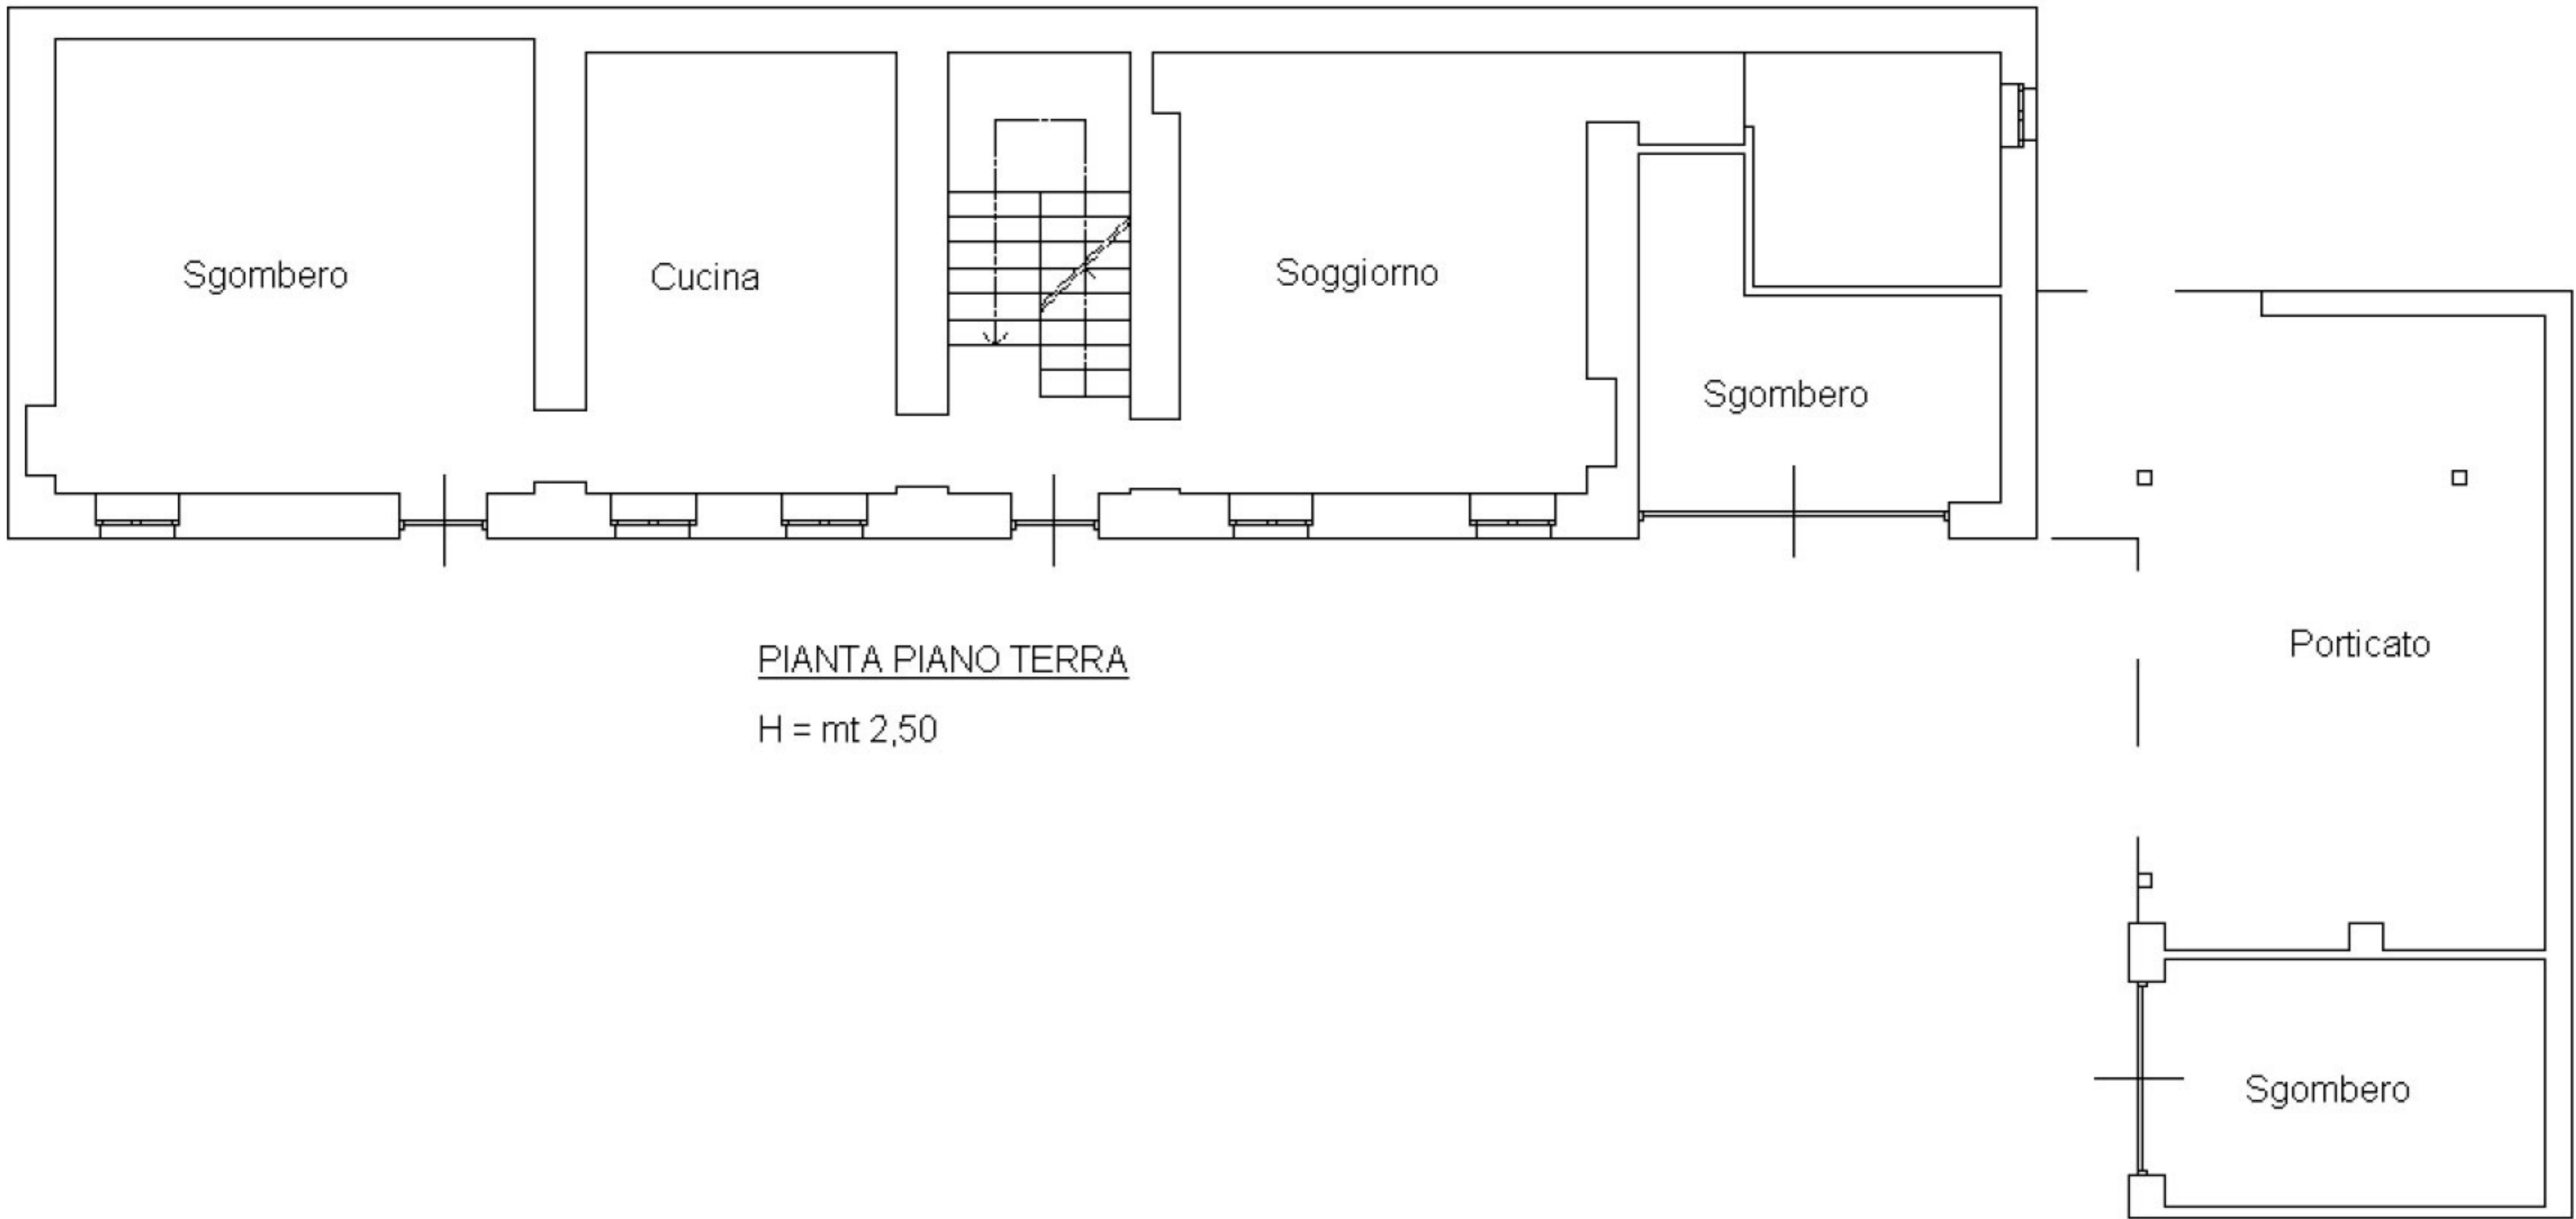 Sgombero
Cucina
Soggiorno
Sgombero
Porticato
PIANTA PIANO TERRA
H = mt 2,50
Sgombero